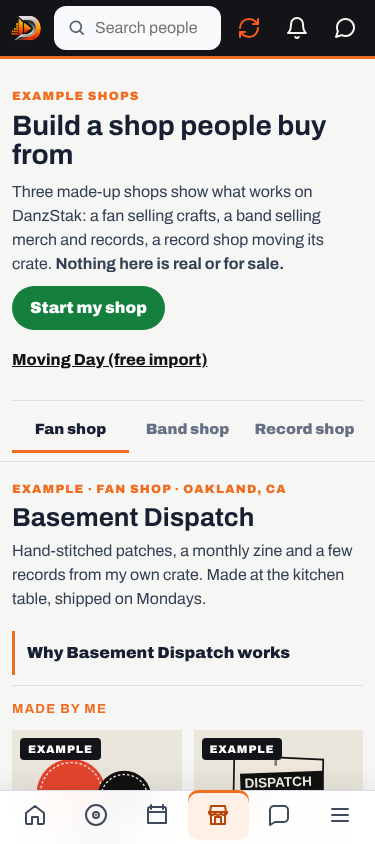 Search people
EXAMPLE SHOPS
Build a shop people buy
from
Three made-up shops show what works on
DanzStak: a fan selling crafts, a band selling
merch and records, a record shop moving its
crate. Nothing here is real or for sale.
Start my shop
Moving Day (free import)
Fan shop
Band shop
Record shop
EXAMPLE · FAN SHOP · OAKLAND, CA
Basement Dispatch
Hand-stitched patches, a monthly zine and a few
records from my own crate. Made at the kitchen
table, shipped on Mondays.
Why Basement Dispatch works
MADE BY ME
EXAMPLE
EXAMPLE
DISPATCH